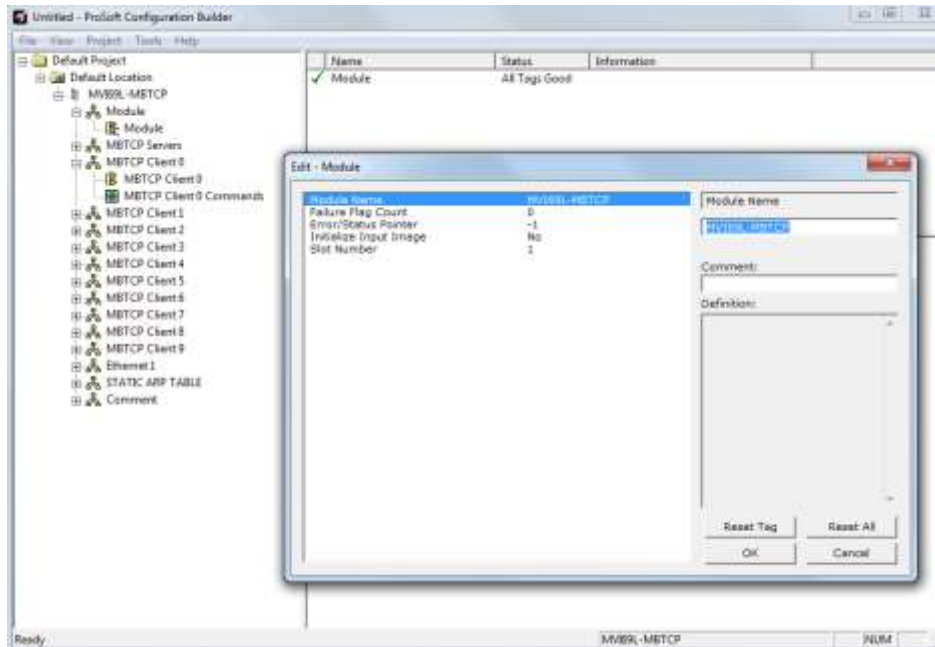 Untitled - ProSoft Configuration Builder
File View Project Tools Help
Default Project
Default Location
MVI69L-MBTCP
Module
Module
MBTCP Servers
MBTCP Client 0
MBTCP Client 0
MBTCP Client 0 Commands
MBTCP Client 1
MBTCP Client 2
MBTCP Client 3
MBTCP Client 4
MBTCP Client 5
MBTCP Client 6
MBTCP Client 7
MBTCP Client 8
MBTCP Client 9
Ethernet 1
STATIC ARP TABLE
Comment
Name Status Information
Module All Tags Good
Edit - Module
Module Name MVI69L-MBTCP
Failure Flag Count 0
Error/Status Pointer -1
Initialize Input Image No
Slot Number 1
Module Name
MVI69L-MBTCP
Comment:
Definition:
Reset Tag Reset All
OK Cancel
Ready MVI69L-MBTCP NUM